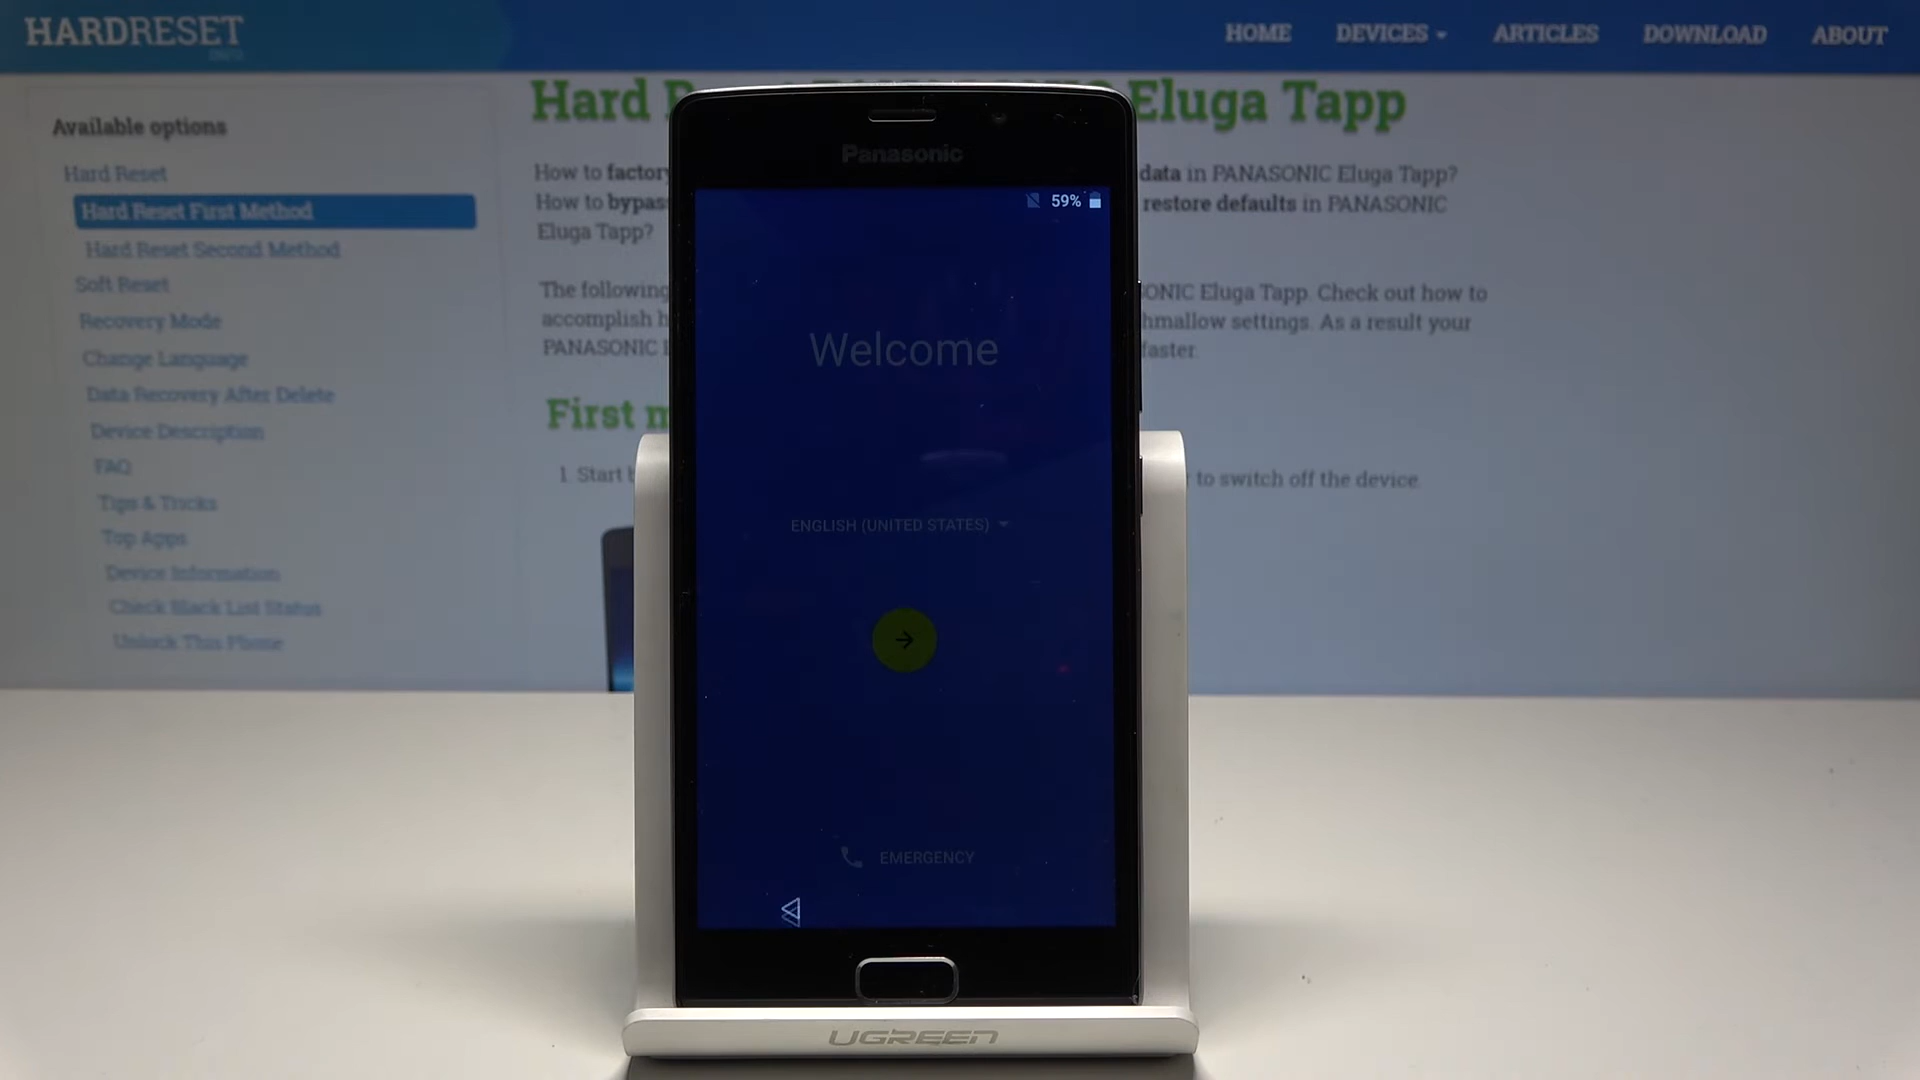 HARDRESET
HOME DEVICES ARTICLES DOWNLOAD ABOUT
Available options
Hard Reset
Hard Reset First Method
Hard Reset Second Method
Soft Reset
Recovery Mode
Change Language
Data Recovery After Delete
Device Description
FAQ
Tips & Tricks
Top Apps
Device Information
Check Black List Status
Unlock This Phone
Hard Eluga Tapp
How to factory data in PANASONIC Eluga Tapp?
How to bypass restore defaults in PANASONIC
Eluga Tapp?
The following Eluga Tapp. Check out how to
accomplish settings. As a result your
PANASONIC faster.
First
1. Start to switch off the device.
Panasonic
59%
Welcome
ENGLISH (UNITED STATES)
EMERGENCY
UGREEN